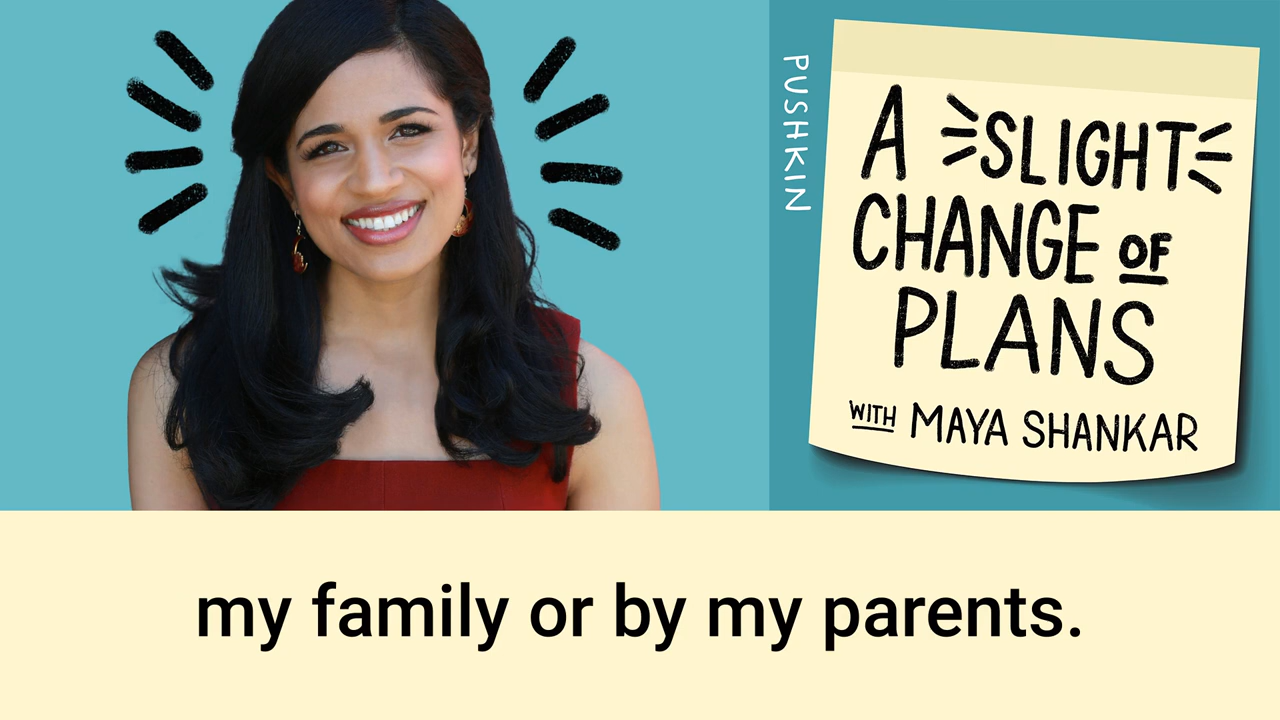 PUSHKIN
A SLIGHT
CHANGE OF
PLANS
WITH MAYA SHANKAR
my family or by my parents.